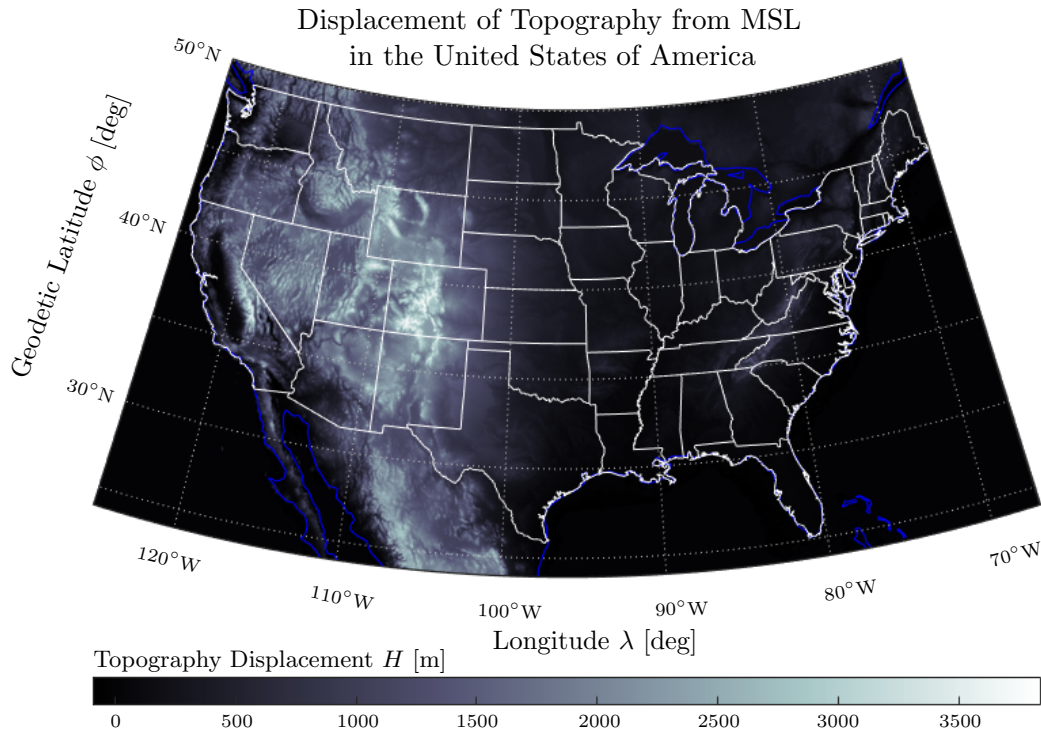 Displacement of Topography from MSL
in the United States of America
50°N
40°N
30°N
Geodetic Latitude ϕ [deg]
120°W
110°W
100°W
90°W
80°W
70°W
Longitude λ [deg]
Topography Displacement H [m]
0 500 1000 1500 2000 2500 3000 3500